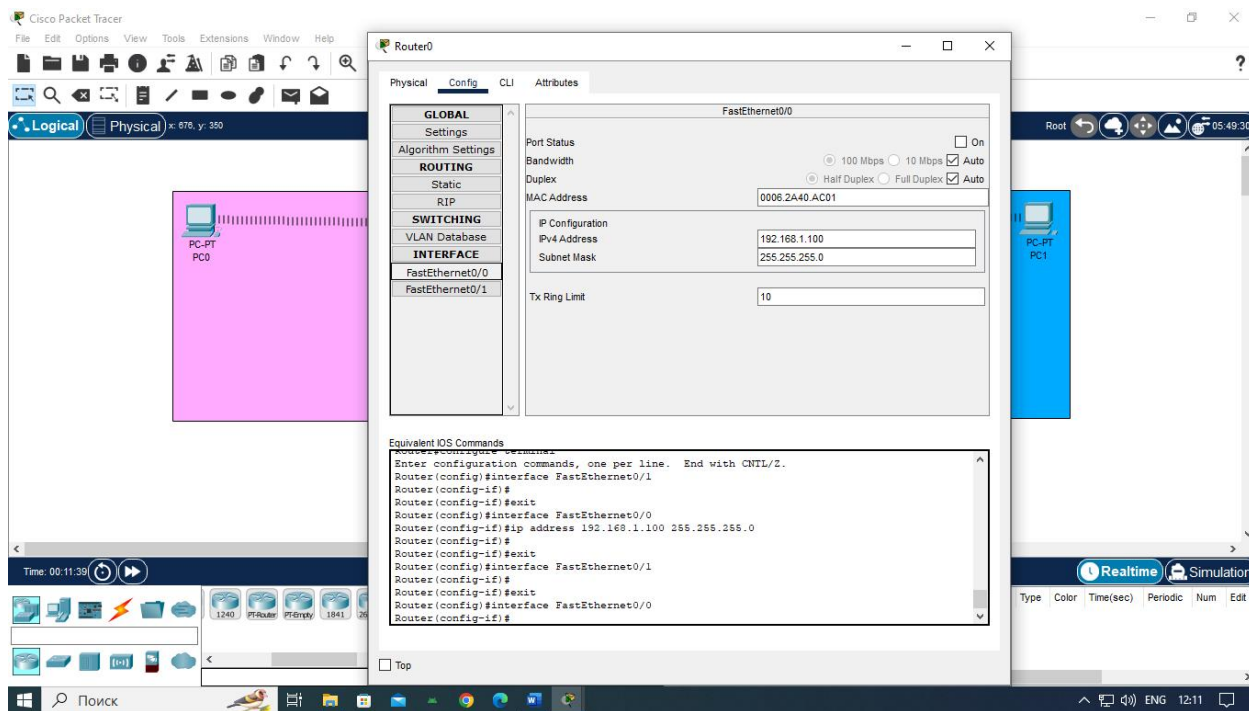 Cisco Packet Tracer
File Edit Options View Tools Extensions Window Help
?
Logical Physical x: 676, y: 350
Root 05:49:30
PC-PT
PC0
PC-PT
PC1
Router0
Physical Config CLI Attributes
GLOBAL
Settings
Algorithm Settings
ROUTING
Static
RIP
SWITCHING
VLAN Database
INTERFACE
FastEthernet0/0
FastEthernet0/1
FastEthernet0/0
Port Status On
Bandwidth 100 Mbps 10 Mbps Auto
Duplex Half Duplex Full Duplex Auto
MAC Address 0006.2A40.AC01
IP Configuration
IPv4 Address 192.168.1.100
Subnet Mask 255.255.255.0
Tx Ring Limit 10
Equivalent IOS Commands
Router#configure terminal
Enter configuration commands, one per line. End with CNTL/Z.
Router(config)#interface FastEthernet0/1
Router(config-if)#
Router(config-if)#exit
Router(config)#interface FastEthernet0/0
Router(config-if)#ip address 192.168.1.100 255.255.255.0
Router(config-if)#
Router(config-if)#exit
Router(config)#interface FastEthernet0/1
Router(config-if)#
Router(config-if)#exit
Router(config)#interface FastEthernet0/0
Router(config-if)#
Top
Time: 00:11:39
Realtime Simulation
1240 PT-Router PT-Empty 1841
Type Color Time(sec) Periodic Num Edit
Поиск
ENG 12:11